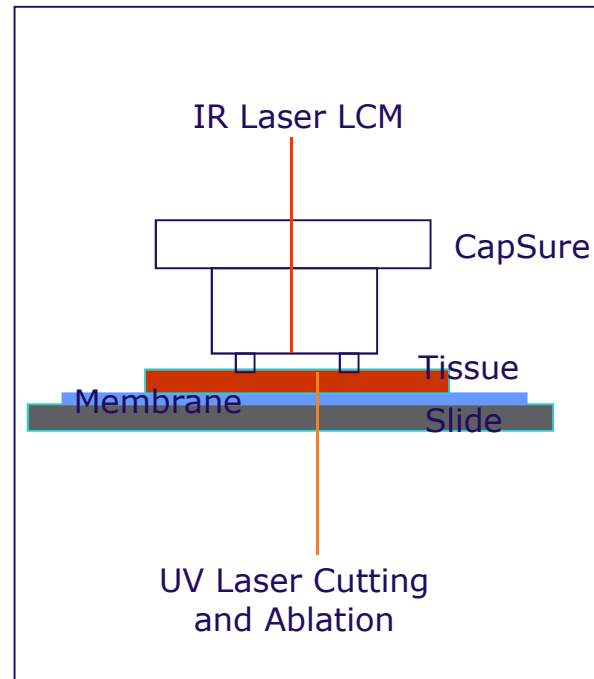 IR Laser LCM
CapSure
Tissue
Membrane
Slide
UV Laser Cutting
and Ablation